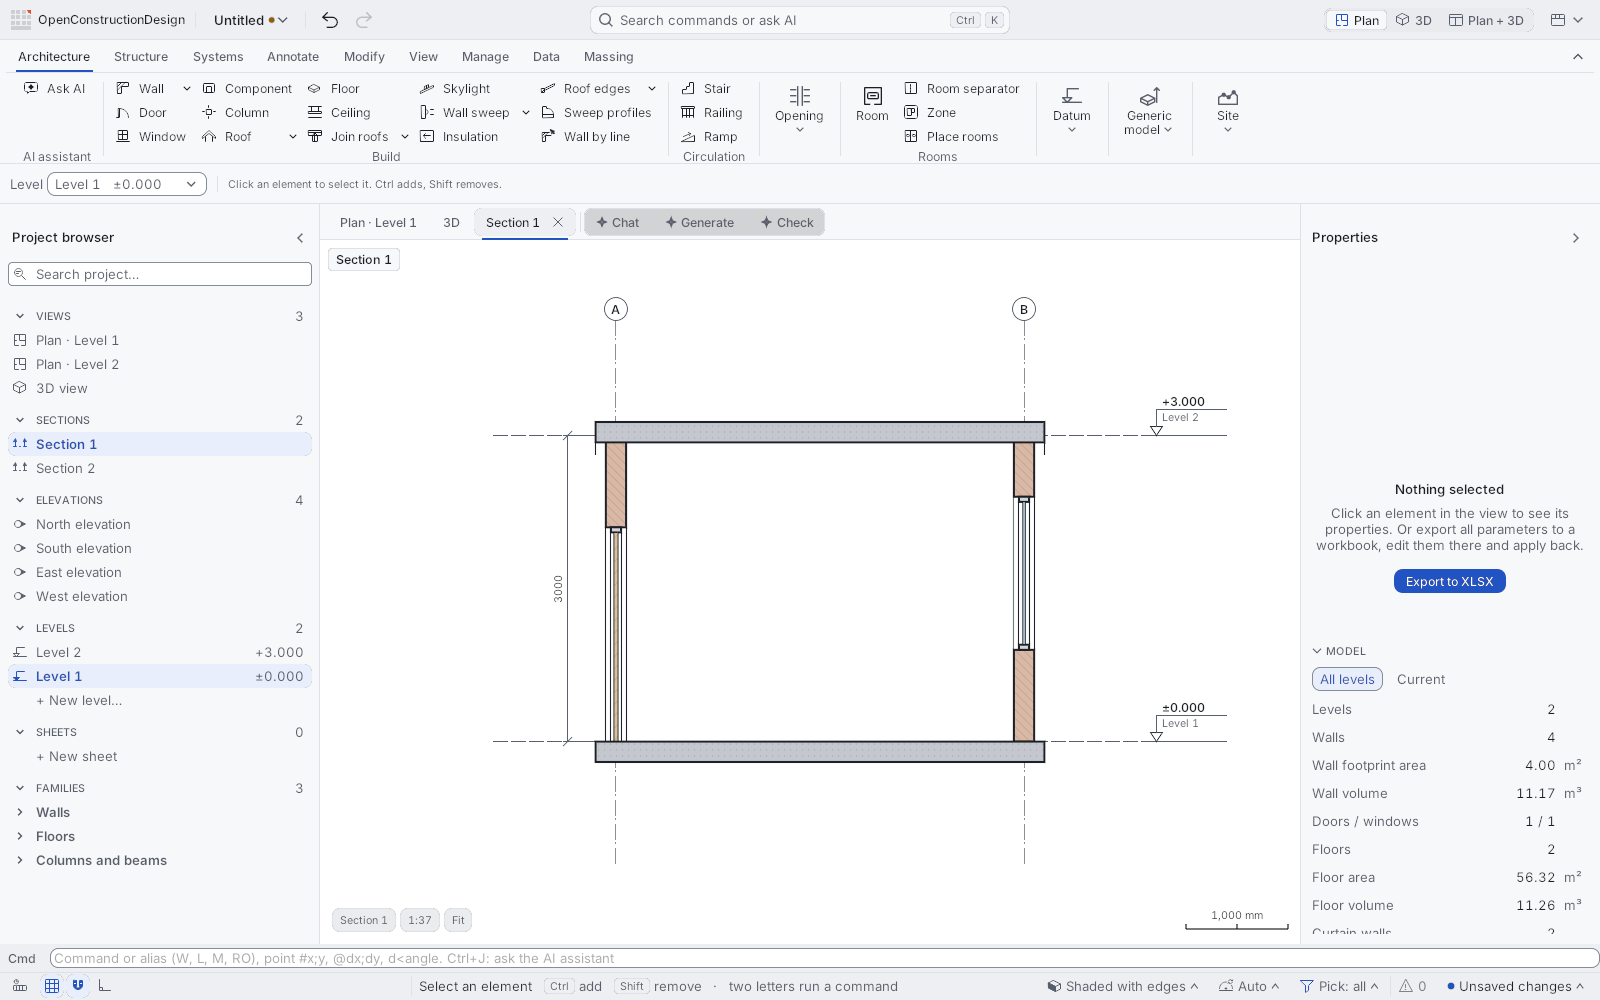 OpenConstructionDesign
Untitled
Search commands or ask AI
Ctrl K
Plan
3D
Plan + 3D
Architecture
Structure
Systems
Annotate
Modify
View
Manage
Data
Massing
Ask AI
AI assistant
Wall
Door
Window
Component
Column
Roof
Floor
Ceiling
Join roofs
Skylight
Wall sweep
Insulation
Roof edges
Sweep profiles
Wall by line
Build
Stair
Railing
Ramp
Circulation
Opening
Room
Room separator
Zone
Place rooms
Rooms
Datum
Generic
model
Site
Level
Level 1 ±0.000
Click an element to select it. Ctrl adds, Shift removes.
Project browser
Search project...
VIEWS 3
Plan · Level 1
Plan · Level 2
3D view
SECTIONS 2
Section 1
Section 2
ELEVATIONS 4
North elevation
South elevation
East elevation
West elevation
LEVELS 2
Level 2 +3.000
Level 1 ±0.000
+ New level...
SHEETS 0
+ New sheet
FAMILIES 3
Walls
Floors
Columns and beams
Plan · Level 1
3D
Section 1
Chat
Generate
Check
Section 1
A
B
+3.000
Level 2
3000
±0.000
Level 1
Section 1
1:37
Fit
1,000 mm
Properties
Nothing selected
Click an element in the view to see its
properties. Or export all parameters to a
workbook, edit them there and apply back.
Export to XLSX
MODEL
All levels
Current
Levels 2
Walls 4
Wall footprint area 4.00 m²
Wall volume 11.17 m³
Doors / windows 1 / 1
Floors 2
Floor area 56.32 m²
Floor volume 11.26 m³
Curtain walls 2
Cmd
Command or alias (W, L, M, RO), point #x;y, @dx;dy, d<angle. Ctrl+J: ask the AI assistant
Select an element Ctrl add Shift remove · two letters run a command
Shaded with edges
Auto
Pick: all
0
Unsaved changes